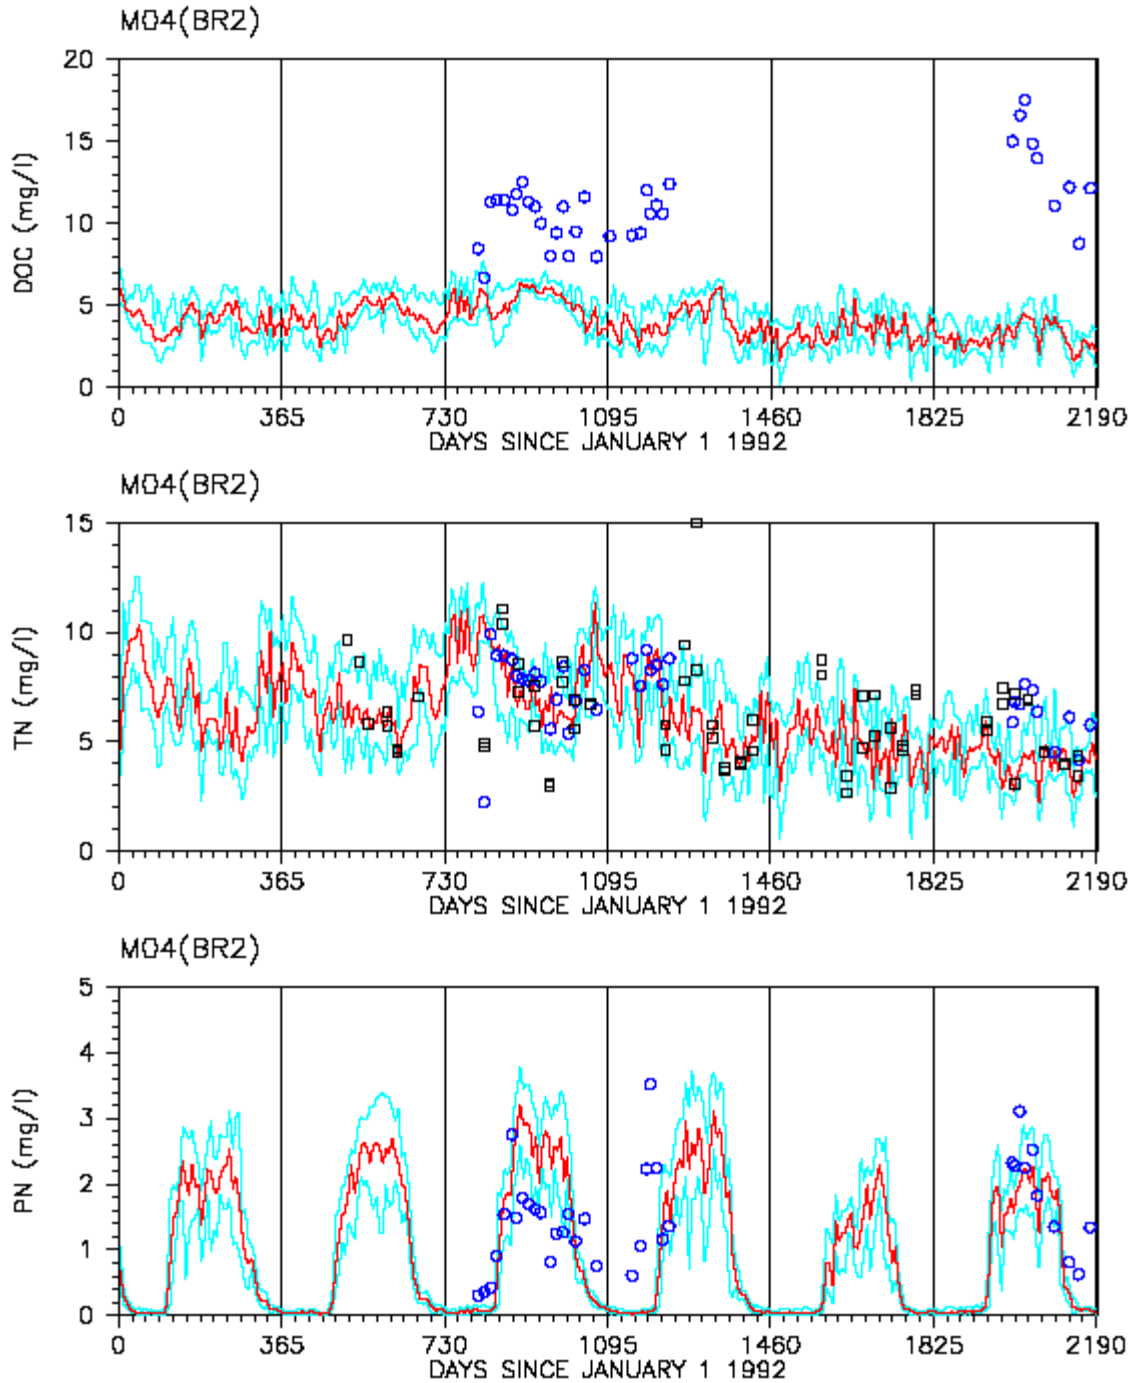 M04(BR2)
20
15
10
5
0
DOC (mg/l)
0 365 730 1095 1460 1825 2190
DAYS SINCE JANUARY 1 1992
M04(BR2)
15
10
5
0
TN (mg/l)
0 365 730 1095 1460 1825 2190
DAYS SINCE JANUARY 1 1992
M04(BR2)
5
4
3
2
1
0
PN (mg/l)
0 365 730 1095 1460 1825 2190
DAYS SINCE JANUARY 1 1992